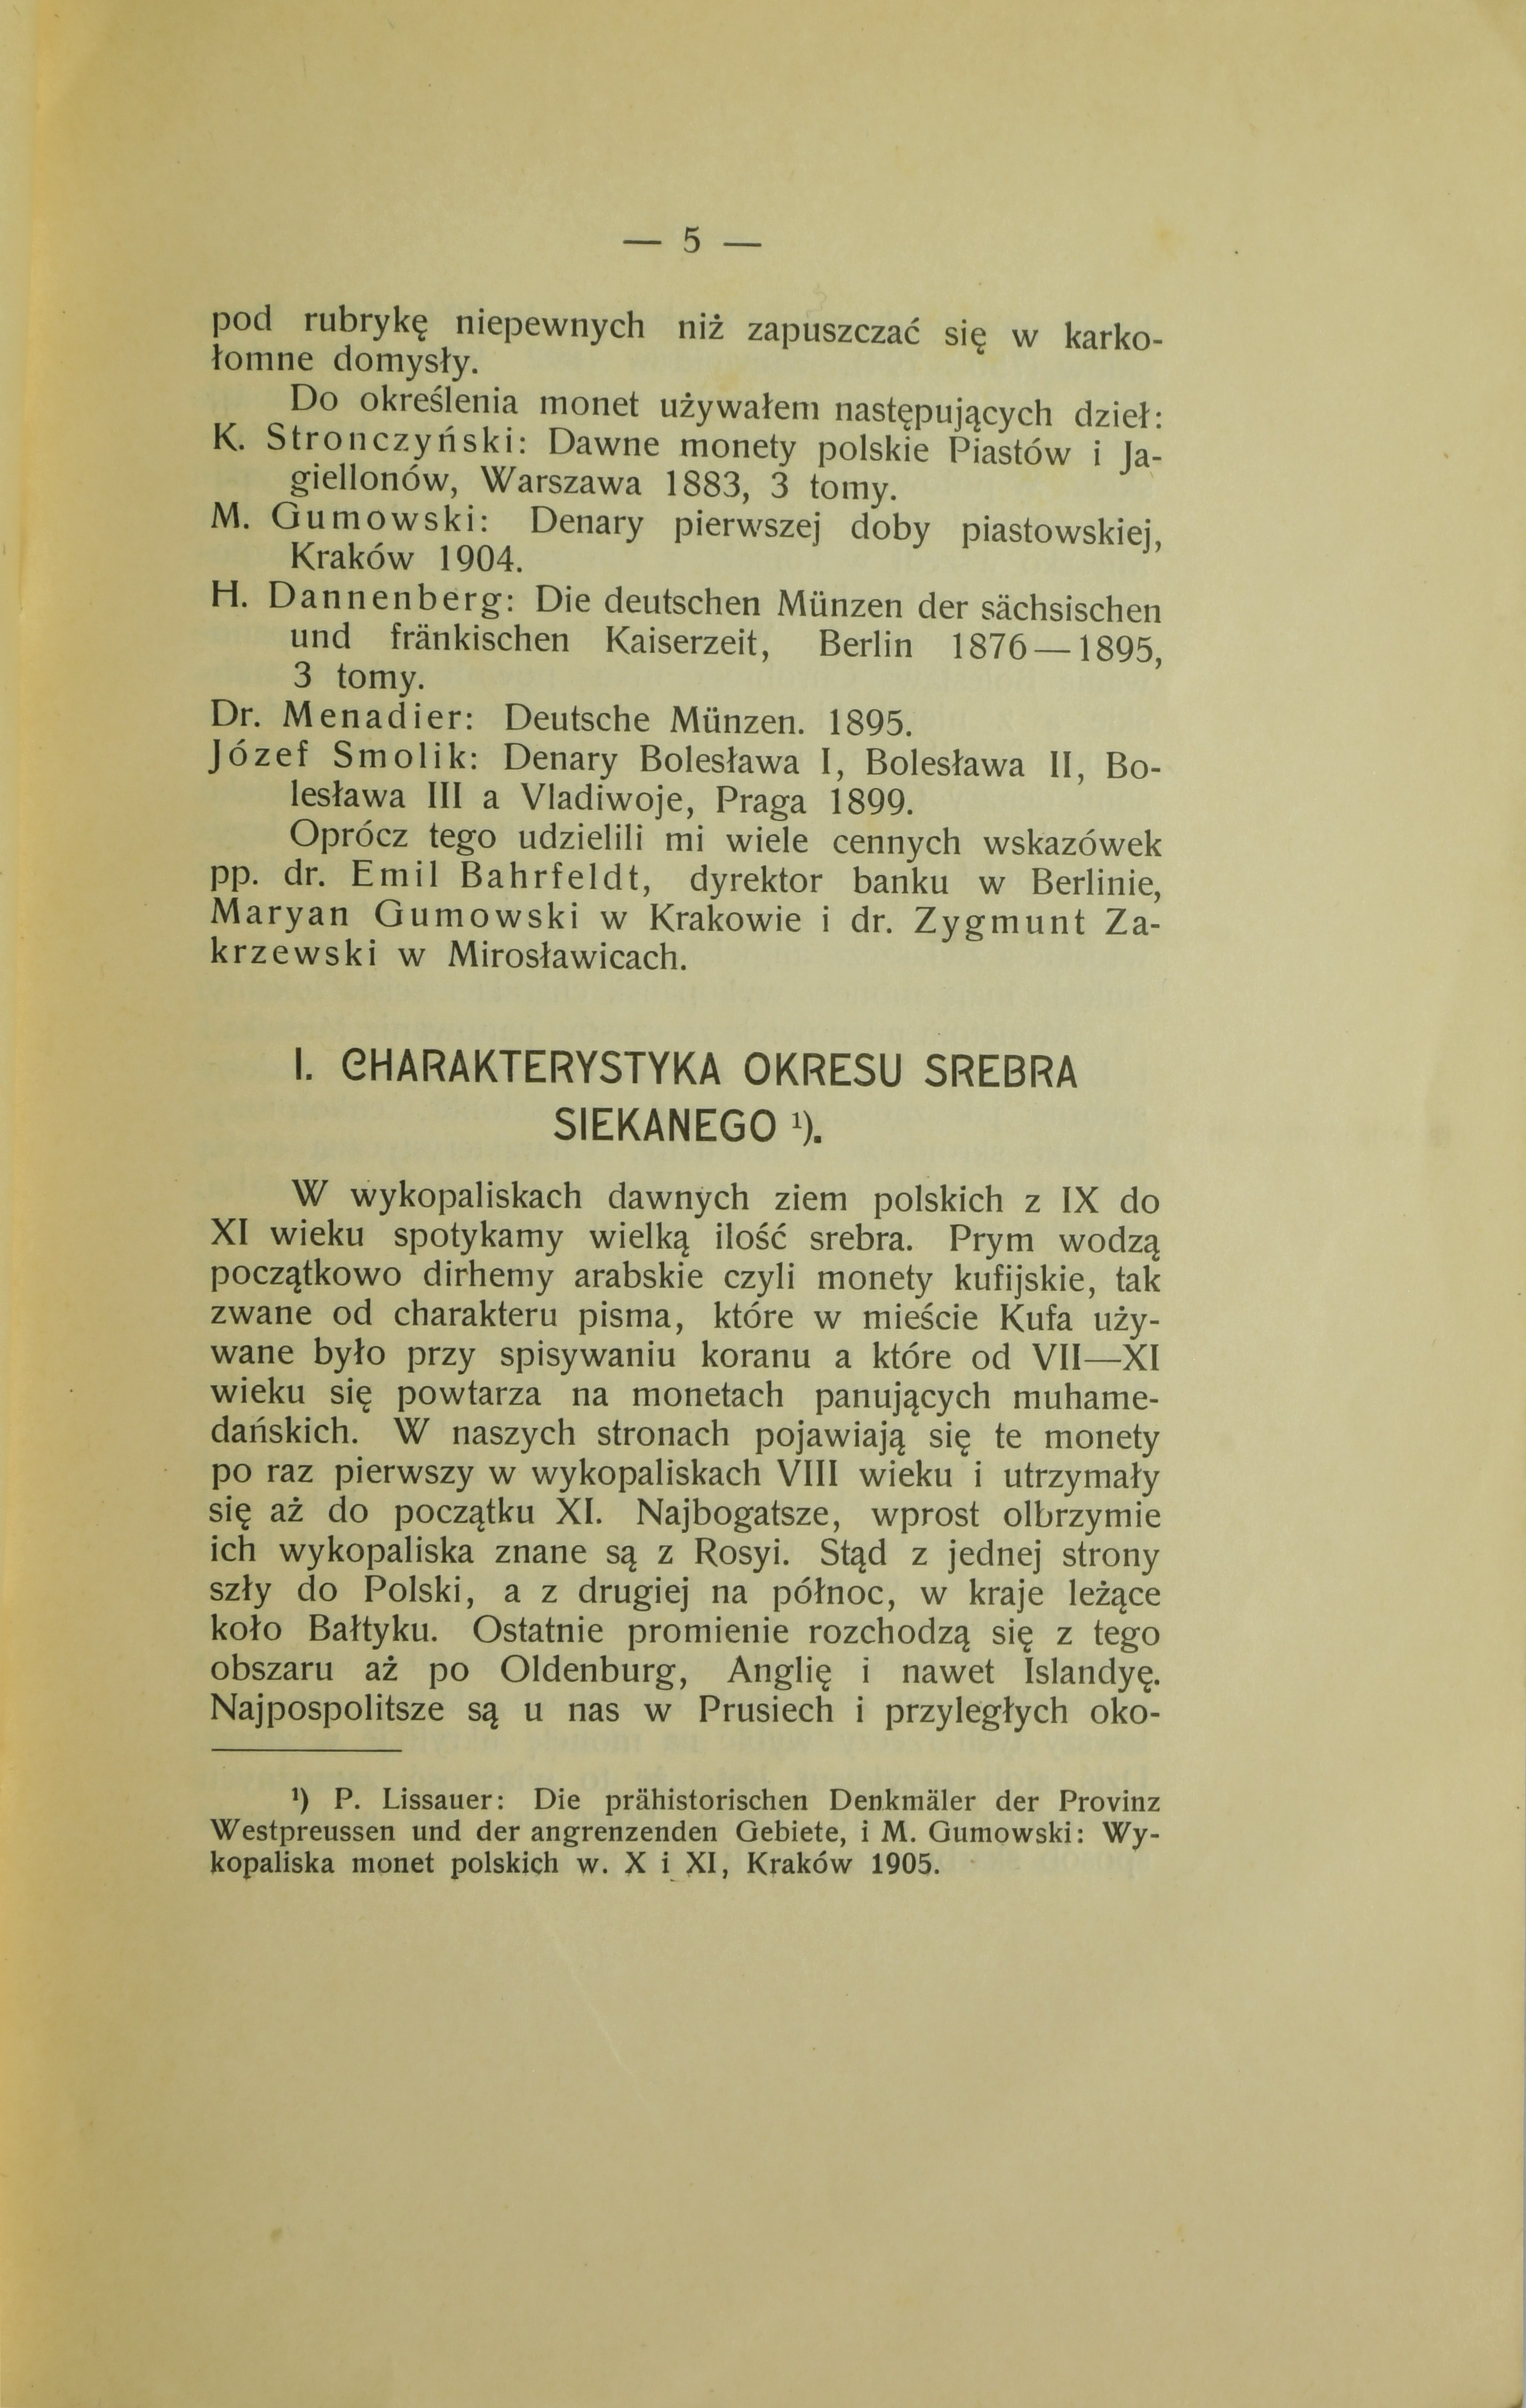 — 5 —
pod rubrykę niepewnych niż zapuszczać się w karko-
łomne domysły.
Do określenia monet używałem następujących dzieł:
K. Stronczyński: Dawne monety polskie Piastów i Ja-
giellonów, Warszawa 1883, 3 tomy.
M. Gumowski: Denary pierwszej doby piastowskiej,
Kraków 1904.
H. Dannenberg: Die deutschen Münzen der sächsischen
und fränkischen Kaiserzeit, Berlin 1876—1895,
3 tomy.
Dr. Menadier: Deutsche Münzen. 1895.
Józef Smolik: Denary Bolesława I, Bolesława II, Bo-
lesława III a Vladiwoje, Praga 1899.
Oprócz tego udzielili mi wiele cennych wskazówek
pp. dr. Emil Bahrfeldt, dyrektor banku w Berlinie,
Maryan Gumowski w Krakowie i dr. Zygmunt Za-
krzewski w Mirosławicach.
I. CHARAKTERYSTYKA OKRESU SREBRA
SIEKANEGO ¹).
W wykopaliskach dawnych ziem polskich z IX do
XI wieku spotykamy wielką ilość srebra. Prym wodzą
początkowo dirhemy arabskie czyli monety kufijskie, tak
zwane od charakteru pisma, które w mieście Kufa uży-
wane było przy spisywaniu koranu a które od VII—XI
wieku się powtarza na monetach panujących muhame-
dańskich. W naszych stronach pojawiają się te monety
po raz pierwszy w wykopaliskach VIII wieku i utrzymały
się aż do początku XI. Najbogatsze, wprost olbrzymie
ich wykopaliska znane są z Rosyi. Stąd z jednej strony
szły do Polski, a z drugiej na północ, w kraje leżące
koło Bałtyku. Ostatnie promienie rozchodzą się z tego
obszaru aż po Oldenburg, Anglię i nawet Islandyę.
Najpospolitsze są u nas w Prusiech i przyległych oko-
¹) P. Lissauer: Die prähistorischen Denkmäler der Provinz
Westpreussen und der angrenzenden Gebiete, i M. Gumowski: Wy-
kopaliska monet polskich w. X i XI, Kraków 1905.